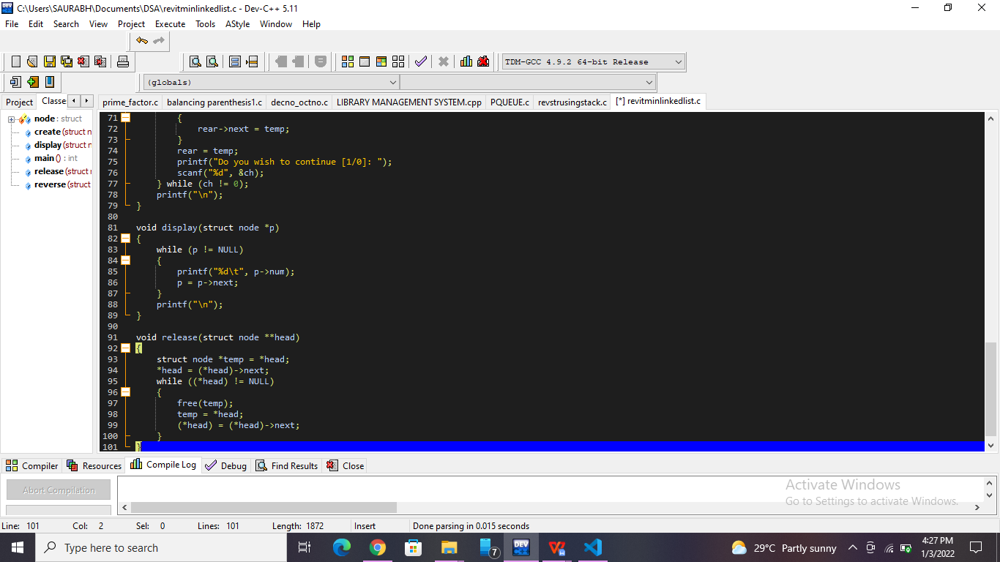 C:\Users\SAURABH\Documents\DSA\revitminlinkedlist.c - Dev-C++ 5.11
File Edit Search View Project Execute Tools AStyle Window Help
TDM-GCC 4.9.2 64-bit Release
(globals)
Project Classe prime_factor.c balancing parenthesis1.c decno_octno.c LIBRARY MANAGEMENT SYSTEM.cpp PQUEUE.c revstrusingstack.c [*] revitminlinkedlist.c
node : struct
create (struct n
display (struct n
main () : int
release (struct
reverse (struct
71 {
72 rear->next = temp;
73 }
74 rear = temp;
75 printf("Do you wish to continue [1/0]: ");
76 scanf("%d", &ch);
77 } while (ch != 0);
78 printf("\n");
79 }
80
81 void display(struct node *p)
82 {
83 while (p != NULL)
84 {
85 printf("%d\t", p->num);
86 p = p->next;
87 }
88 printf("\n");
89 }
90
91 void release(struct node **head)
92 {
93 struct node *temp = *head;
94 *head = (*head)->next;
95 while ((*head) != NULL)
96 {
97 free(temp);
98 temp = *head;
99 (*head) = (*head)->next;
100 }
101 }
Compiler Resources Compile Log Debug Find Results Close
Abort Compilation
Activate Windows
Go to Settings to activate Windows.
Line: 101 Col: 2 Sel: 0 Lines: 101 Length: 1872 Insert Done parsing in 0.015 seconds
Type here to search
7
DEV
29°C Partly sunny
4:27 PM
1/3/2022